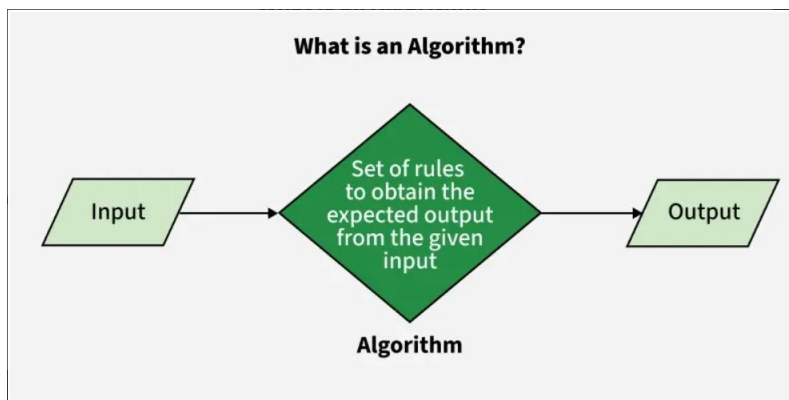 What is an Algorithm?
Input
Set of rules
to obtain the
expected output
from the given
input
Output
Algorithm